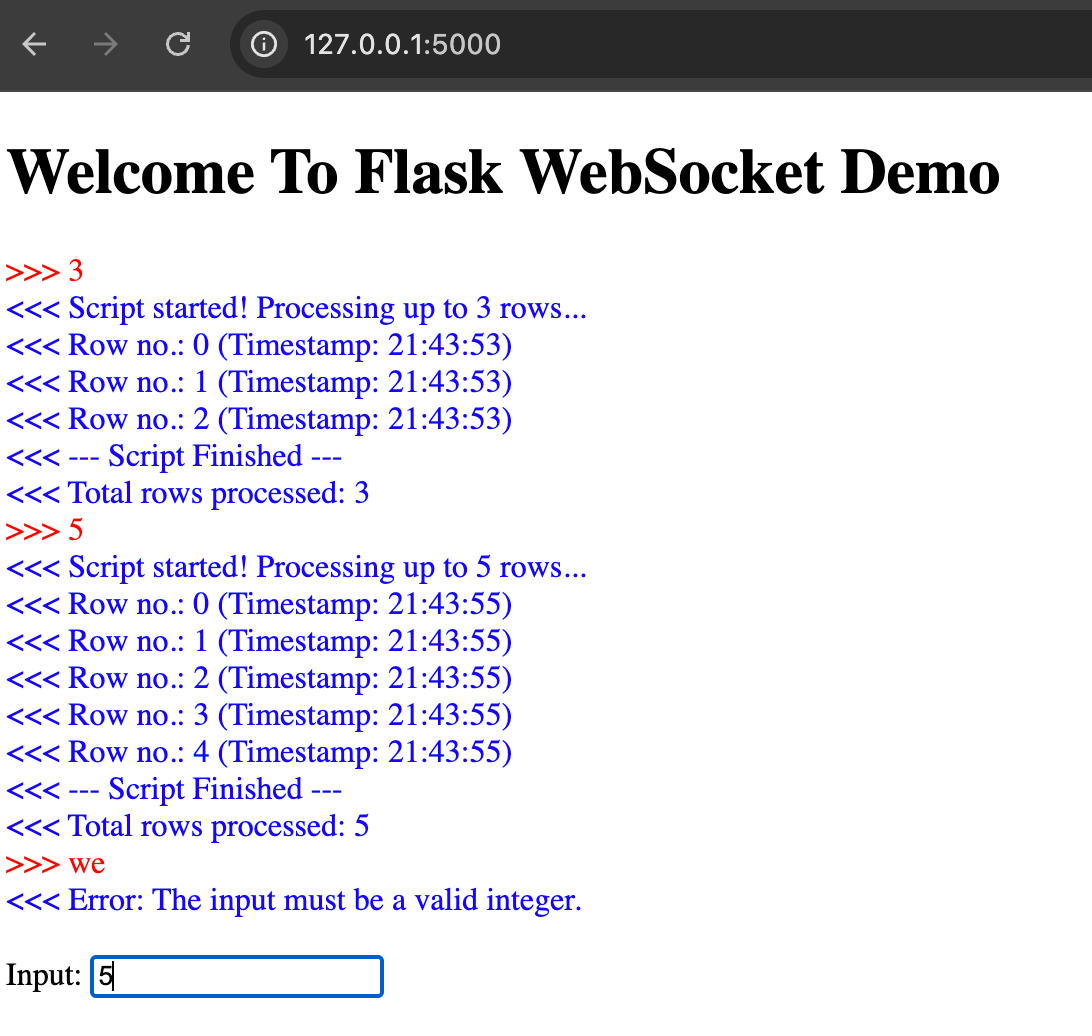 127.0.0.1:5000
Welcome To Flask WebSocket Demo
>>> 3
<<< Script started! Processing up to 3 rows...
<<< Row no.: 0 (Timestamp: 21:43:53)
<<< Row no.: 1 (Timestamp: 21:43:53)
<<< Row no.: 2 (Timestamp: 21:43:53)
<<< --- Script Finished ---
<<< Total rows processed: 3
>>> 5
<<< Script started! Processing up to 5 rows...
<<< Row no.: 0 (Timestamp: 21:43:55)
<<< Row no.: 1 (Timestamp: 21:43:55)
<<< Row no.: 2 (Timestamp: 21:43:55)
<<< Row no.: 3 (Timestamp: 21:43:55)
<<< Row no.: 4 (Timestamp: 21:43:55)
<<< --- Script Finished ---
<<< Total rows processed: 5
>>> we
<<< Error: The input must be a valid integer.
Input: 5